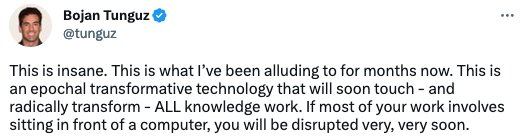 Bojan Tunguz
@tunguz
This is insane. This is what I’ve been alluding to for months now. This is
an epochal transformative technology that will soon touch - and
radically transform - ALL knowledge work. If most of your work involves
sitting in front of a computer, you will be disrupted very, very soon.